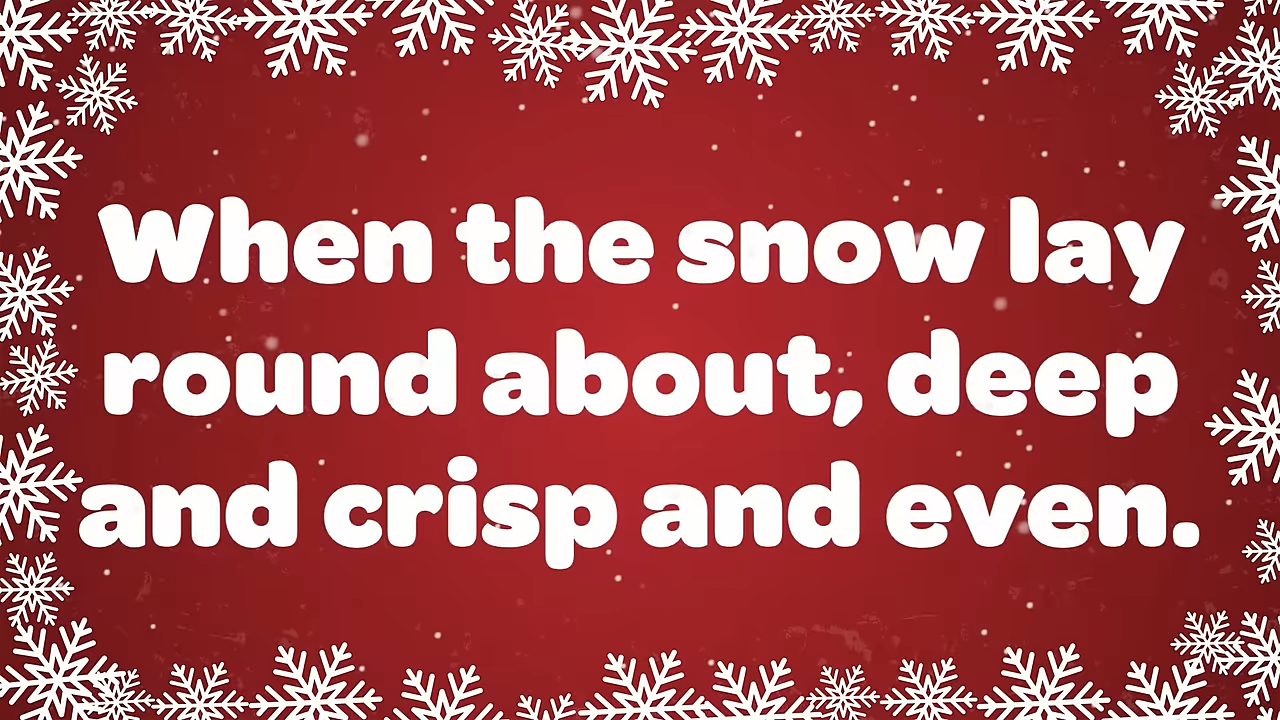 When the snow lay
round about, deep
and crisp and even.